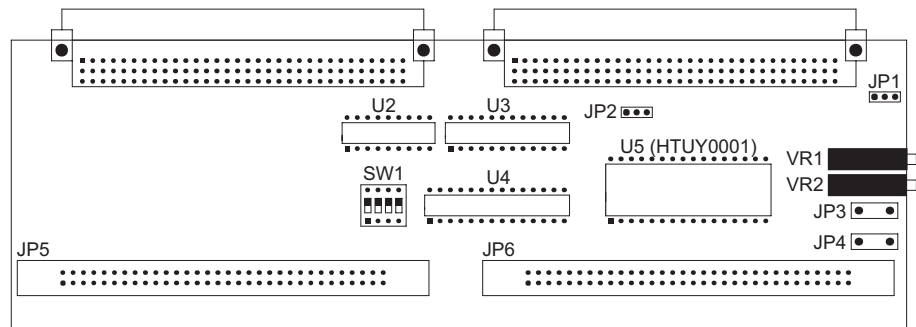 JP1
U2
U3
JP2
U5 (HTUY0001)
VR1
SW1
U4
VR2
JP3
JP4
JP5
JP6